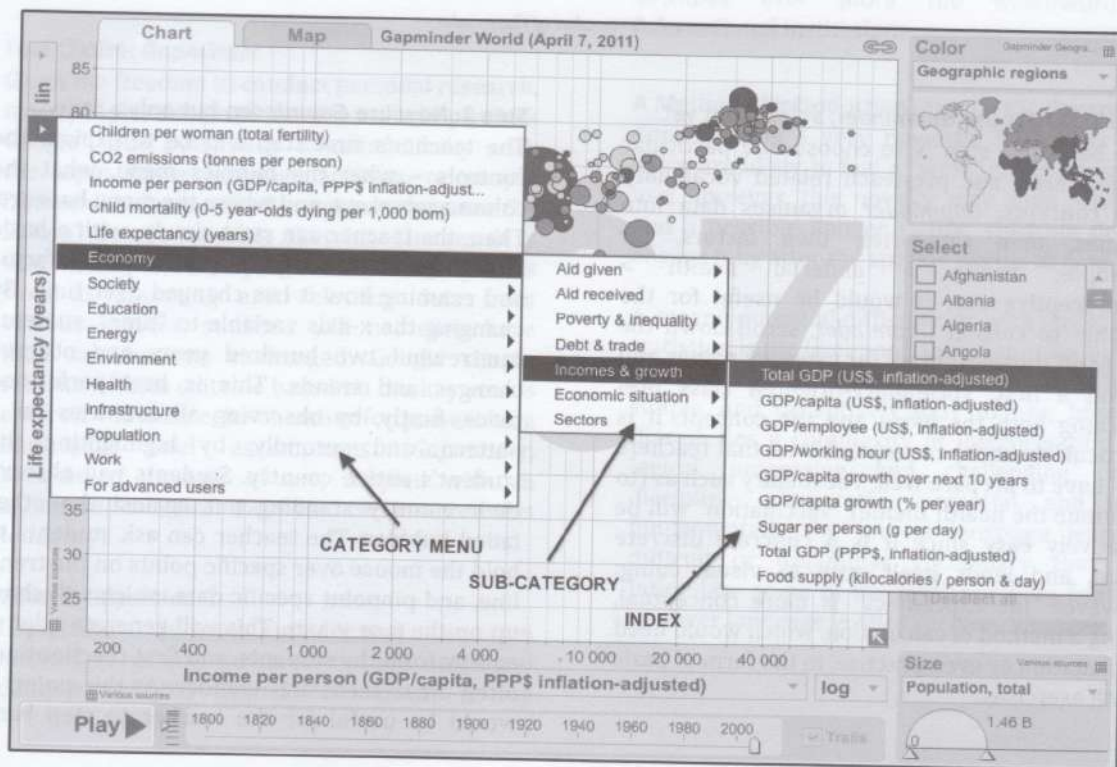 Chart
Map
Gapminder World (April 7, 2011)
Color
Gapminder Geogra...
Geographic regions
lin
85
80
Children per woman (total fertility)
CO2 emissions (tonnes per person)
Income per person (GDP/capita, PPP$ inflation-adjust...
Child mortality (0-5 year-olds dying per 1,000 born)
Life expectancy (years)
Economy
Society
Education
Energy
Environment
Health
Infrastructure
Population
For advanced users
Life expectancy (years)
Aid given
Aid received
Poverty & inequality
Debt & trade
Incomes & growth
Economic situation
Sectors
Total GDP (US$, inflation-adjusted)
GDP/capita (US$, inflation-adjusted)
GDP/employee (US$, inflation-adjusted)
GDP/working hour (US$, inflation-adjusted)
GDP/capita growth over next 10 years
GDP/capita growth (% per year)
Sugar per person (g per day)
Total GDP (PPP$, inflation-adjusted)
Food supply (kilocalories / person & day)
Select
Afghanistan
Albania
Algeria
Angola
35
30
25
CATEGORY MENU
SUB-CATEGORY
INDEX
Various sources
200 400 1 000 2 000 4 000 10 000 20 000 40 000
Income per person (GDP/capita, PPP$ inflation-adjusted)
log
Various sources
Play
1800 1820 1840 1860 1880 1900 1920 1940 1960 1980 2000
Trails
Size
Various sources
Population, total
1.46 B
0